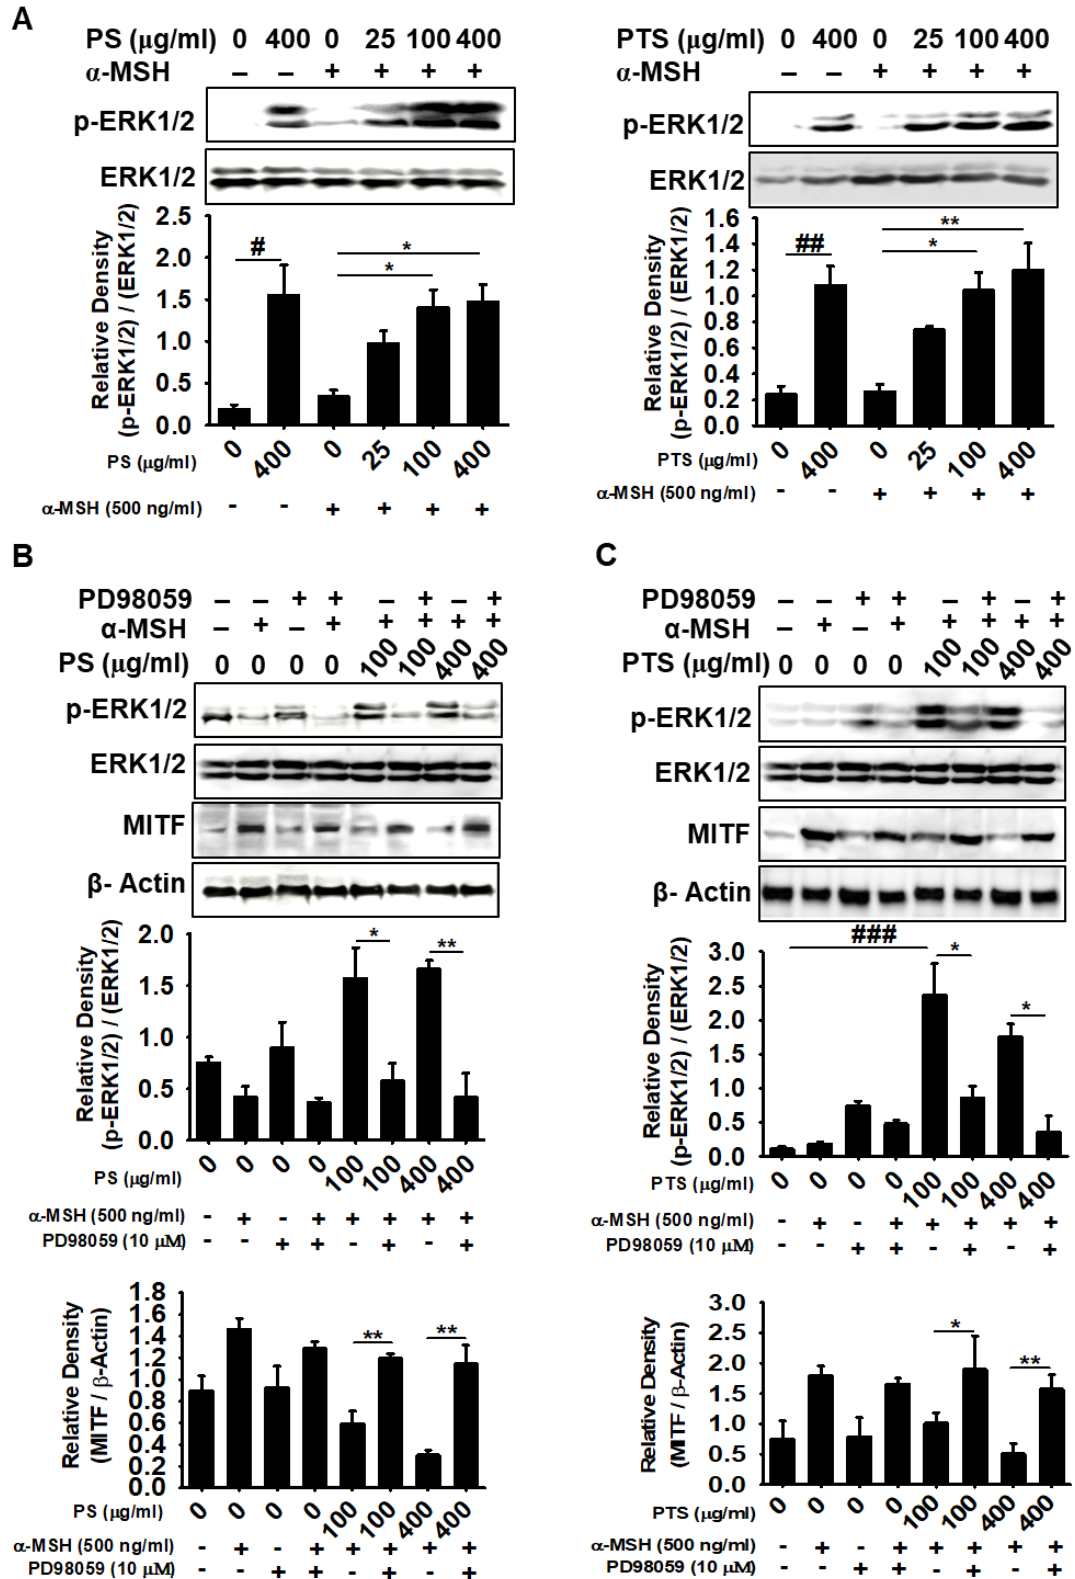 A
PS (μg/ml) 0 400 0 25 100 400
α-MSH – – + + + +
p-ERK1/2
ERK1/2
Relative Density
(p-ERK1/2) / (ERK1/2)
2.5
2.0
1.5
1.0
0.5
0.0
# * *
0 400 0 25 100 400
PS (μg/ml)
α-MSH (500 ng/ml) - - + + + +
PTS (μg/ml) 0 400 0 25 100 400
α-MSH – – + + + +
p-ERK1/2
ERK1/2
Relative Density
(p-ERK1/2) / (ERK1/2)
1.6
1.4
1.2
1.0
0.8
0.6
0.4
0.2
0.0
## ** *
0 400 0 25 100 400
PTS (μg/ml)
α-MSH (500 ng/ml) - - + + + +
B
PD98059 – – + + – + – +
α-MSH – + – + + + + +
PS (μg/ml) 0 0 0 0 100 100 400 400
p-ERK1/2
ERK1/2
MITF
β- Actin
Relative Density
(p-ERK1/2) / (ERK1/2)
2.0
1.5
1.0
0.5
0.0
* **
0 0 0 0 100 100 400 400
PS (μg/ml)
α-MSH (500 ng/ml) - + - + + + + +
PD98059 (10 μM) - - + + - + - +
Relative Density
(MITF / β-Actin)
1.8
1.6
1.4
1.2
1.0
0.8
0.6
0.4
0.2
0.0
** **
0 0 0 0 100 100 400 400
PS (μg/ml)
α-MSH (500 ng/ml) - + - + + + + +
PD98059 (10 μM) - - + + - + - +
C
PD98059 – – + + – + – +
α-MSH – + – + + + + +
PTS (μg/ml) 0 0 0 0 100 100 400 400
p-ERK1/2
ERK1/2
MITF
β- Actin
Relative Density
(p-ERK1/2) / (ERK1/2)
3.0
2.5
2.0
1.5
1.0
0.5
0.0
### * *
0 0 0 0 100 100 400 400
PTS (μg/ml)
α-MSH (500 ng/ml) - + - + + + + +
PD98059 (10 μM) - - + + - + - +
Relative Density
(MITF / β-Actin)
3.0
2.5
2.0
1.5
1.0
0.5
0.0
* **
0 0 0 0 100 100 400 400
PTS (μg/ml)
α-MSH (500 ng/ml) - + - + + + + +
PD98059 (10 μM) - - + + - + - +